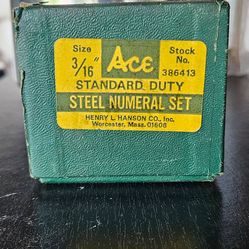 Size Ace Stock
3/16" No.
386413
STANDARD DUTY
STEEL NUMERAL SET
HENRY L. HANSON CO., Inc.
Worcester, Mass. 01606